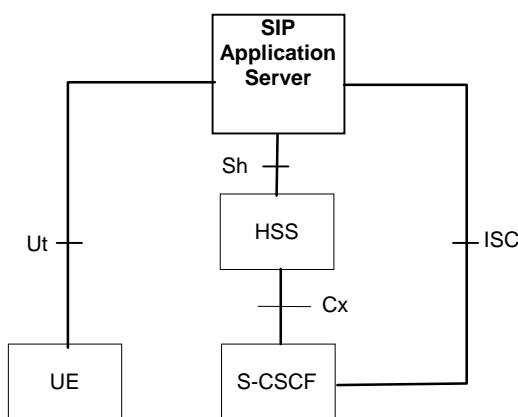 SIP
Application
Server
Sh
HSS
Ut
ISC
Cx
UE
S-CSCF